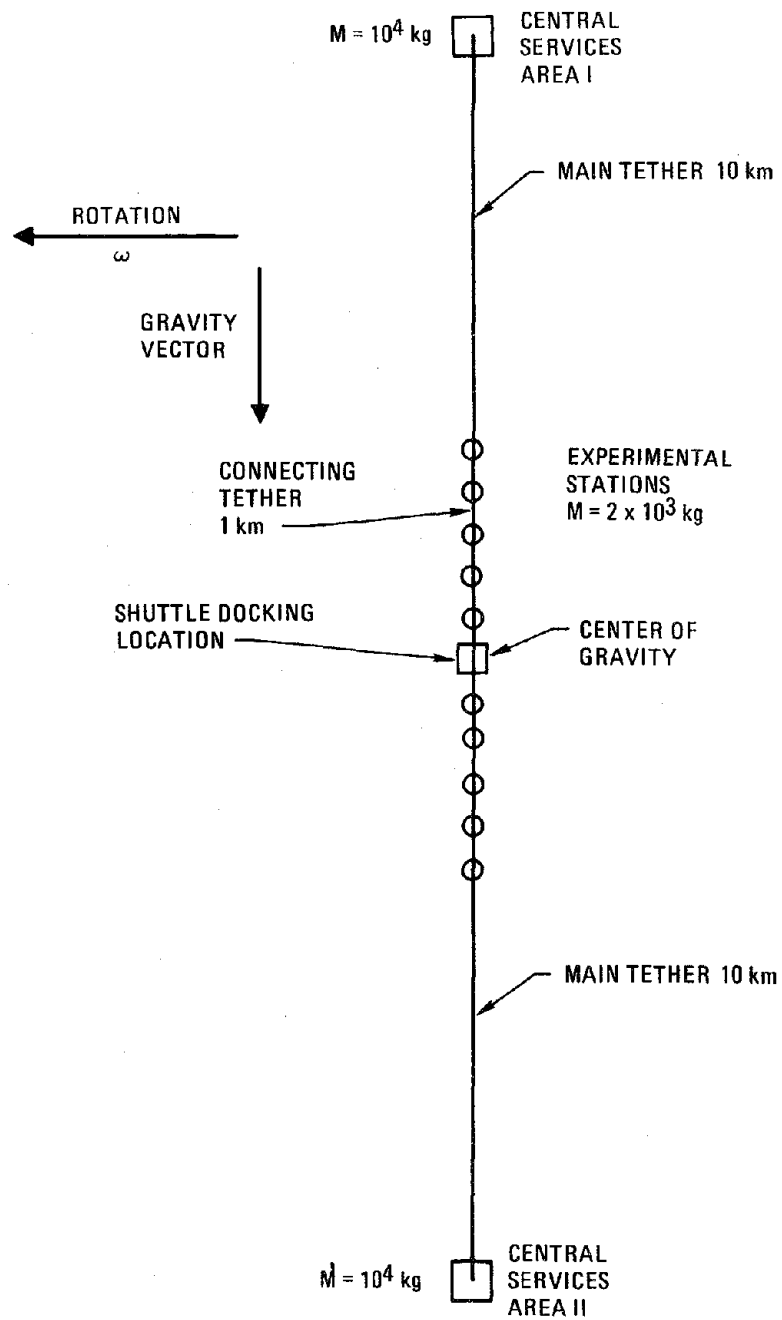 M = 10⁴ kg
CENTRAL
SERVICES
AREA I
MAIN TETHER 10 km
ROTATION
ω
GRAVITY
VECTOR
CONNECTING
TETHER
1 km
EXPERIMENTAL
STATIONS
M = 2 x 10³ kg
SHUTTLE DOCKING
LOCATION
CENTER OF
GRAVITY
MAIN TETHER 10 km
M = 10⁴ kg
CENTRAL
SERVICES
AREA II